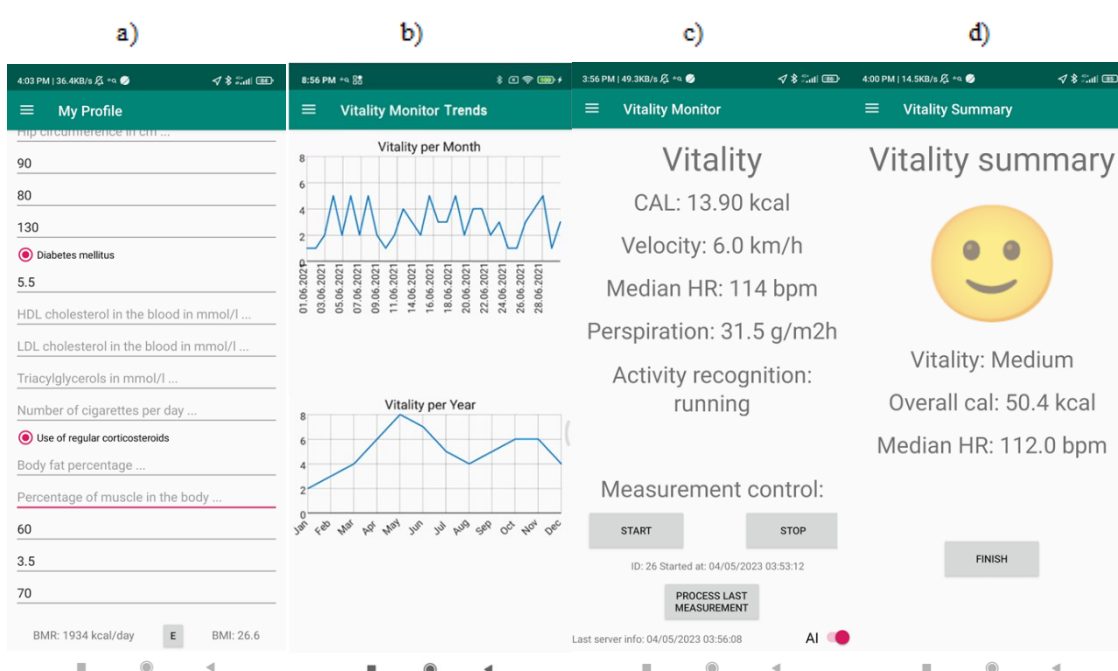 a)
4:03 PM | 36.4KB/s
My Profile
Hip circumference in cm ...
90
80
130
Diabetes mellitus
5.5
HDL cholesterol in the blood in mmol/l ...
LDL cholesterol in the blood in mmol/l ...
Triacylglycerols in mmol/l ...
Number of cigarettes per day ...
Use of regular corticosteroids
Body fat percentage ...
Percentage of muscle in the body ...
60
3.5
70
BMR: 1934 kcal/day E BMI: 26.6
b)
8:56 PM
Vitality Monitor Trends
Vitality per Month
8
6
4
2
0
01.06.2021
03.06.2021
05.06.2021
07.06.2021
09.06.2021
11.06.2021
14.06.2021
16.06.2021
18.06.2021
20.06.2021
22.06.2021
24.06.2021
26.06.2021
28.06.2021
Vitality per Year
8
6
4
2
0
Jan Feb Mar Apr May Jun Jul Aug Sep Oct Nov Dec
c)
3:56 PM | 49.3KB/s
Vitality Monitor
Vitality
CAL: 13.90 kcal
Velocity: 6.0 km/h
Median HR: 114 bpm
Perspiration: 31.5 g/m2h
Activity recognition:
running
Measurement control:
START STOP
ID: 26 Started at: 04/05/2023 03:53:12
PROCESS LAST
MEASUREMENT
Last server info: 04/05/2023 03:56:08 AI
d)
4:00 PM | 14.5KB/s
Vitality Summary
Vitality summary
Vitality: Medium
Overall cal: 50.4 kcal
Median HR: 112.0 bpm
FINISH